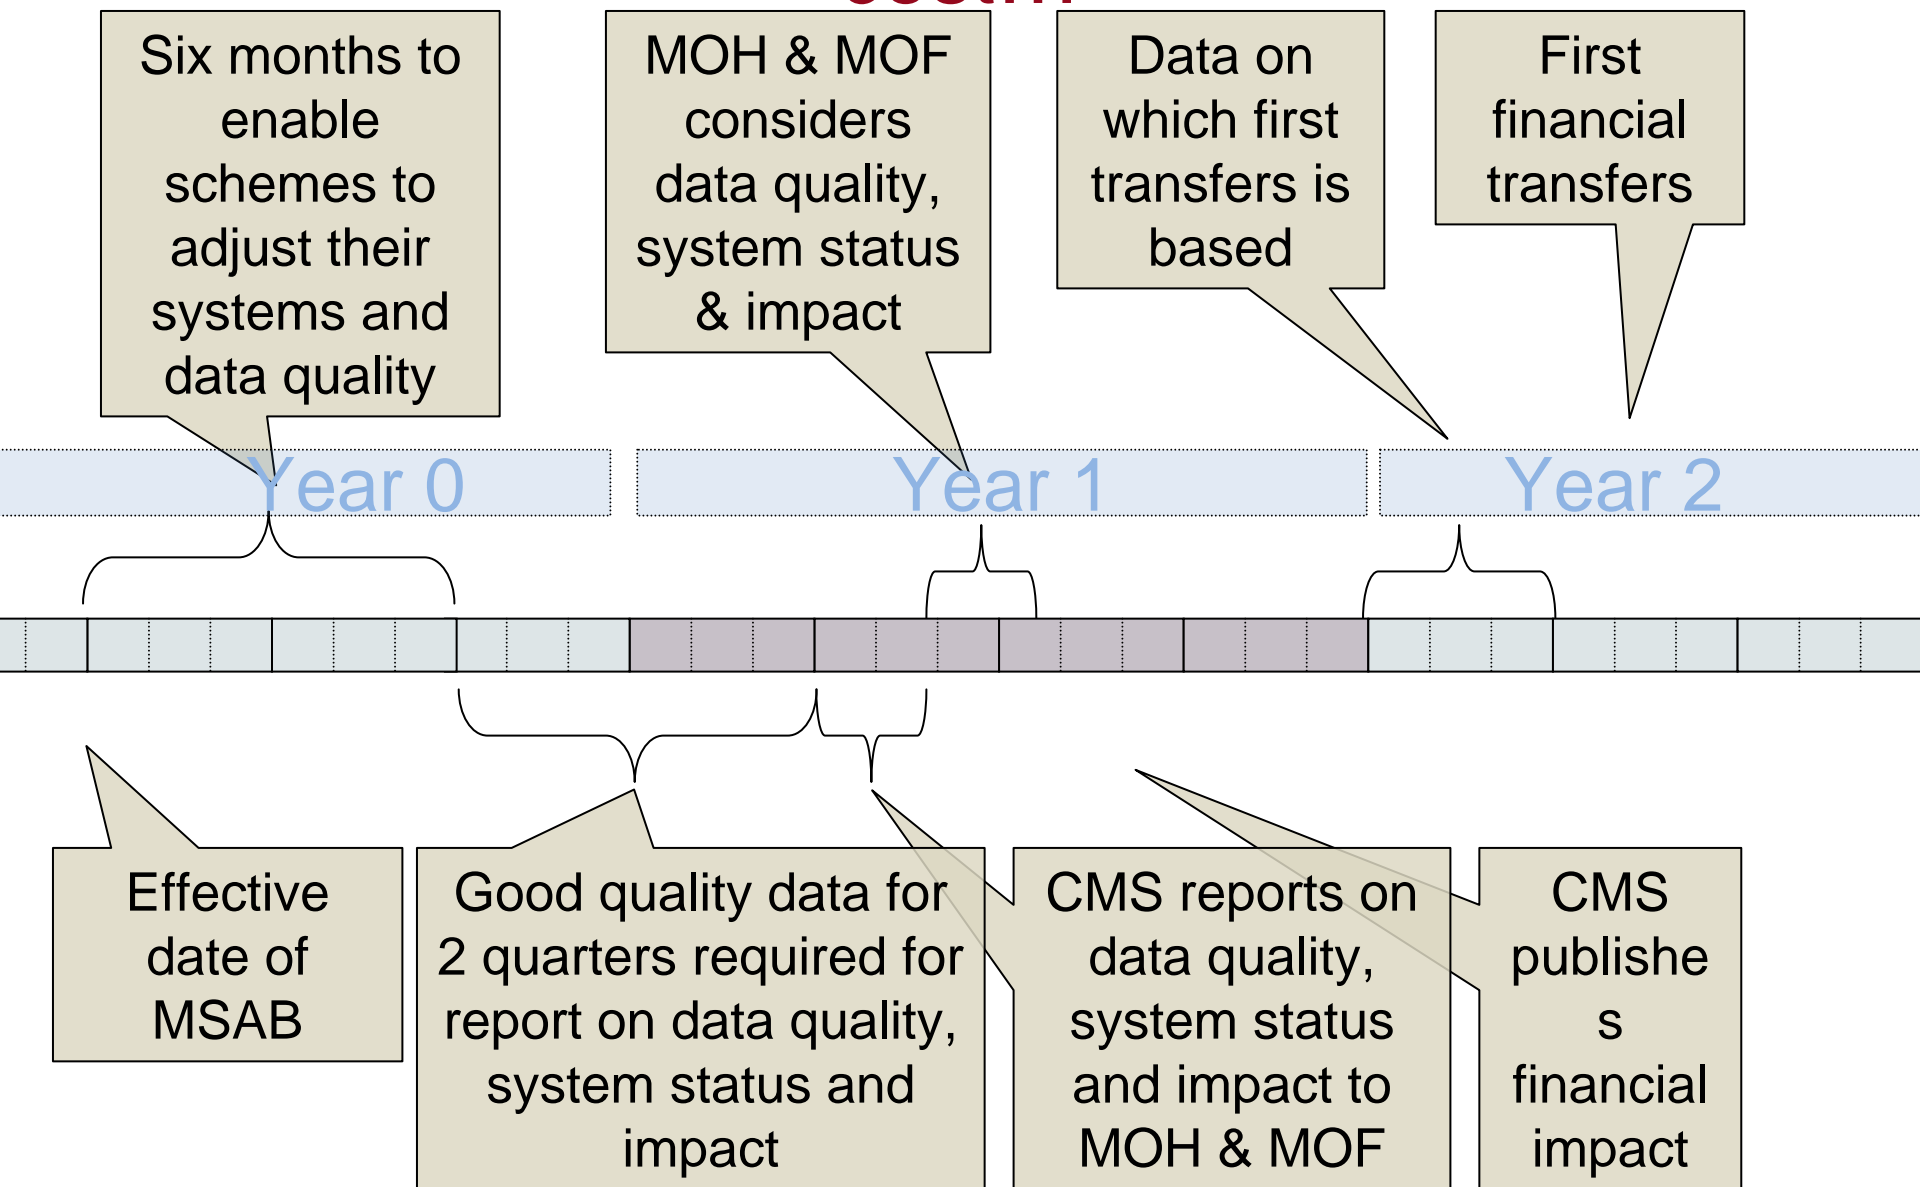 Six months to
enable
schemes to
adjust their
systems and
data quality
MOH & MOF
considers
data quality,
system status
& impact
Data on
which first
transfers is
based
First
financial
transfers
Year 0
Year 1
Year 2
Effective
date of
MSAB
Good quality data for
2 quarters required for
report on data quality,
system status and
impact
CMS reports on
data quality,
system status
and impact to
MOH & MOF
CMS
publishe
s
financial
impact